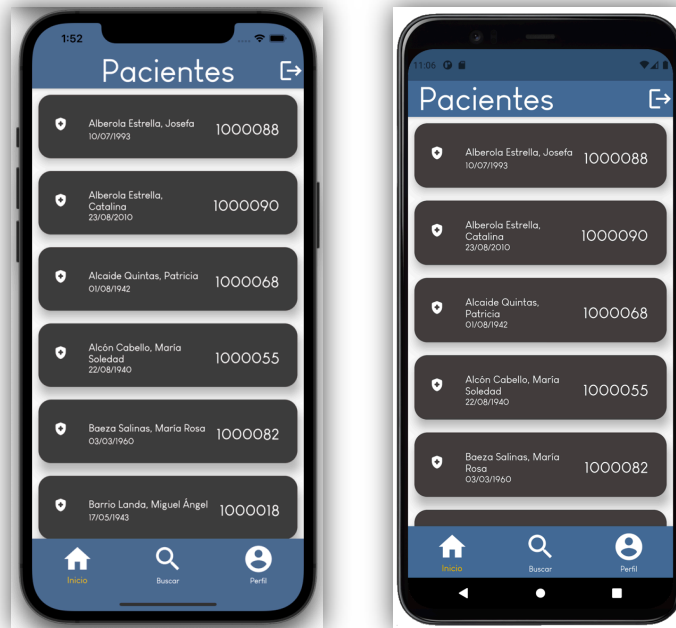 1:52
Pacientes
Alberola Estrella, Josefa
10/07/1993
1000088
Alberola Estrella,
Catalina
23/08/2010
1000090
Alcaide Quintas, Patricia
01/08/1942
1000068
Alcón Cabello, María
Soledad
22/08/1940
1000055
Baeza Salinas, María Rosa
03/03/1960
1000082
Barrio Landa, Miguel Ángel
17/05/1943
1000018
Inicio
Buscar
Perfil
11:06
Pacientes
Alberola Estrella, Josefa
10/07/1993
1000088
Alberola Estrella,
Catalina
23/08/2010
1000090
Alcaide Quintas,
Patricia
01/08/1942
1000068
Alcón Cabello, María
Soledad
22/08/1940
1000055
Baeza Salinas, María
Rosa
03/03/1960
1000082
Inicio
Buscar
Perfil